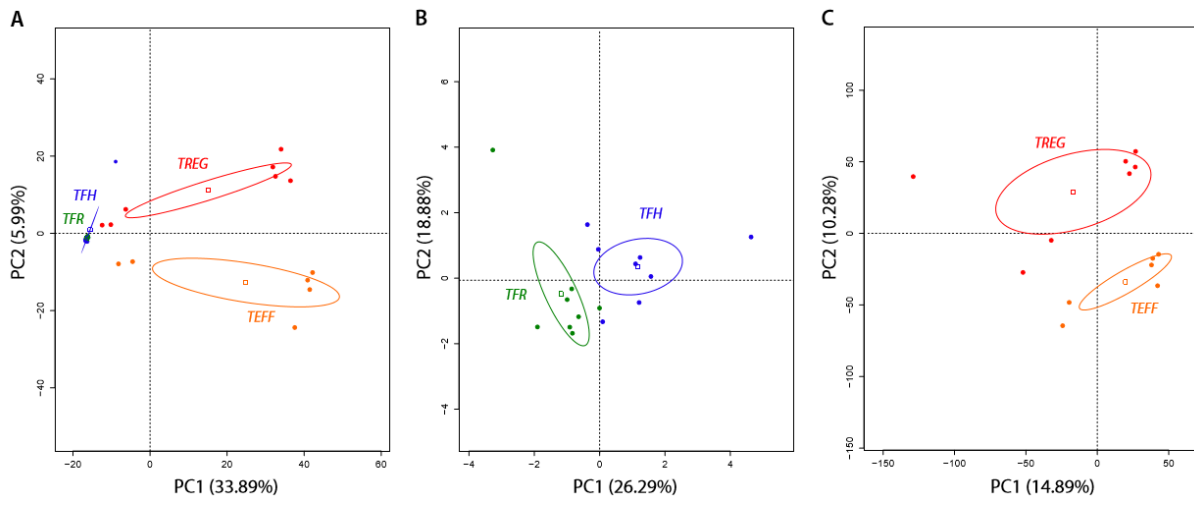 A
B
C
PC2 (5.99%)
40
20
0
−20
−40
TREG
TFH
TFR
TEFF
−20
0
20
40
60
PC1 (33.89%)
PC2 (18.88%)
6
4
2
0
−2
−4
TFH
TFR
−4
−2
0
2
4
PC1 (26.29%)
PC2 (10.28%)
100
50
0
−50
−100
−150
TREG
TEFF
−150
−100
−50
0
50
PC1 (14.89%)